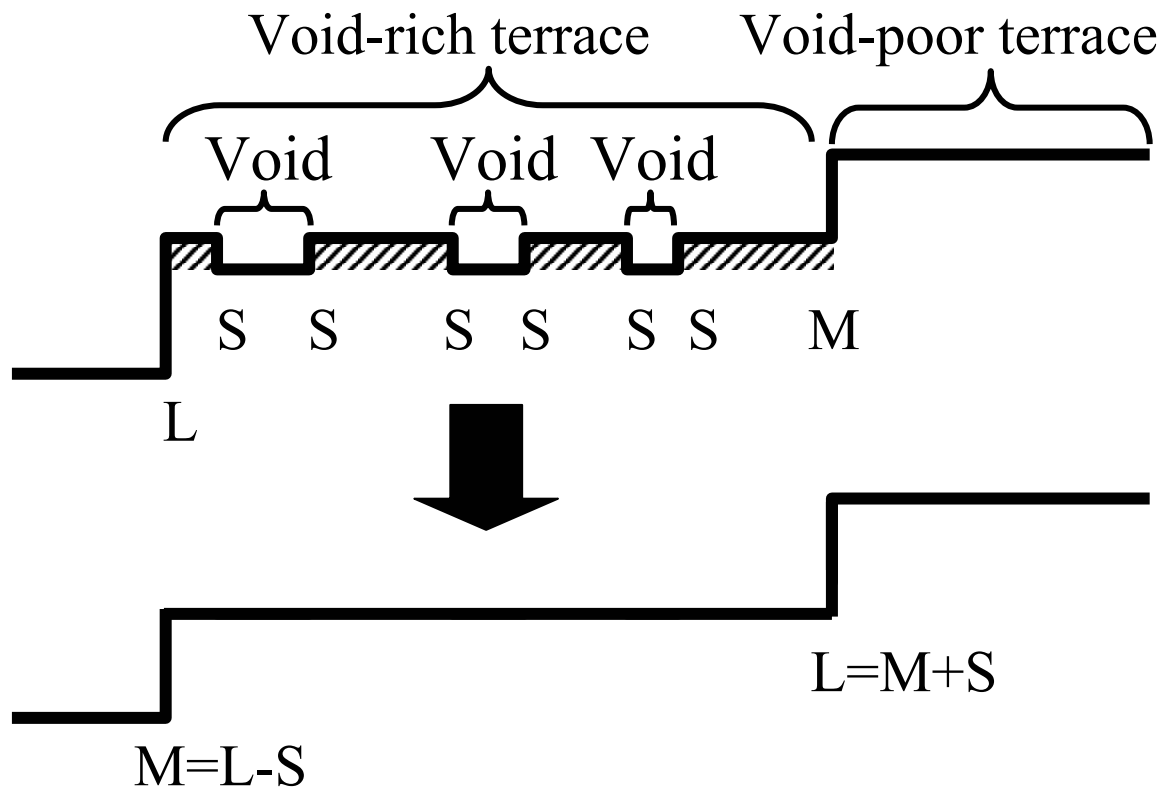 Void-rich terrace Void-poor terrace
Void Void Void
S S S S S S M
L
L=M+S
M=L-S